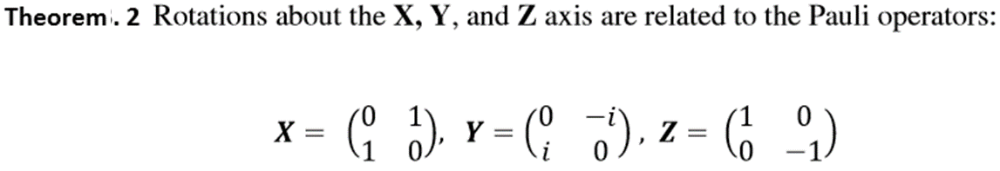 Theorem. 2 Rotations about the X, Y, and Z axis are related to the Pauli operators:
X = (0 1
1 0), Y = (0 -i
i 0), Z = (1 0
0 -1)